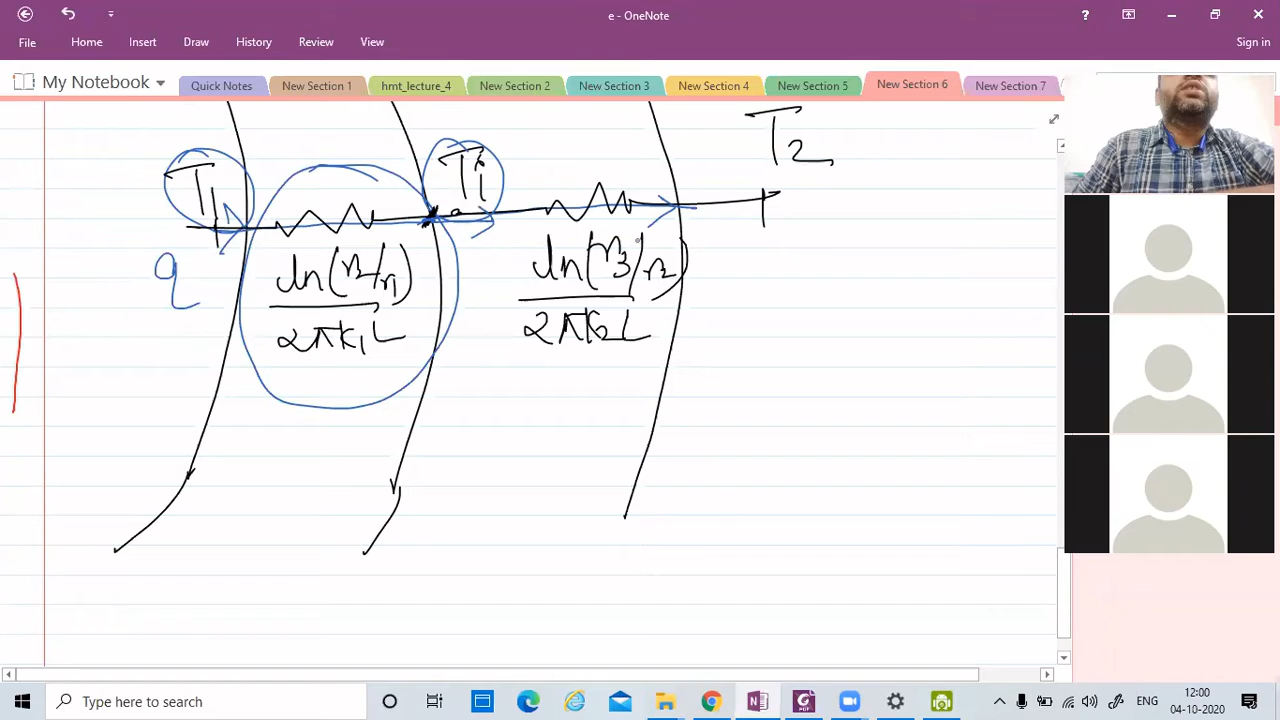 e - OneNote
File Home Insert Draw History Review View
Sign in
My Notebook
Quick Notes New Section 1 hmt_lecture_4 New Section 2 New Section 3 New Section 4 New Section 5 New Section 6 New Section 7
T2
T1 Ti
q
ln(r2/r1) ln(r3/r2)
2πk1L 2πk2L
Type here to search
ENG
2:00
04-10-2020